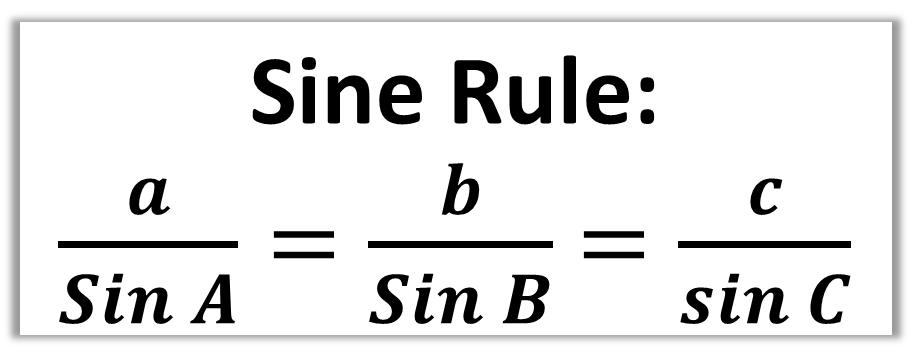 Sine Rule:
a/Sin A = b/Sin B = c/sin C